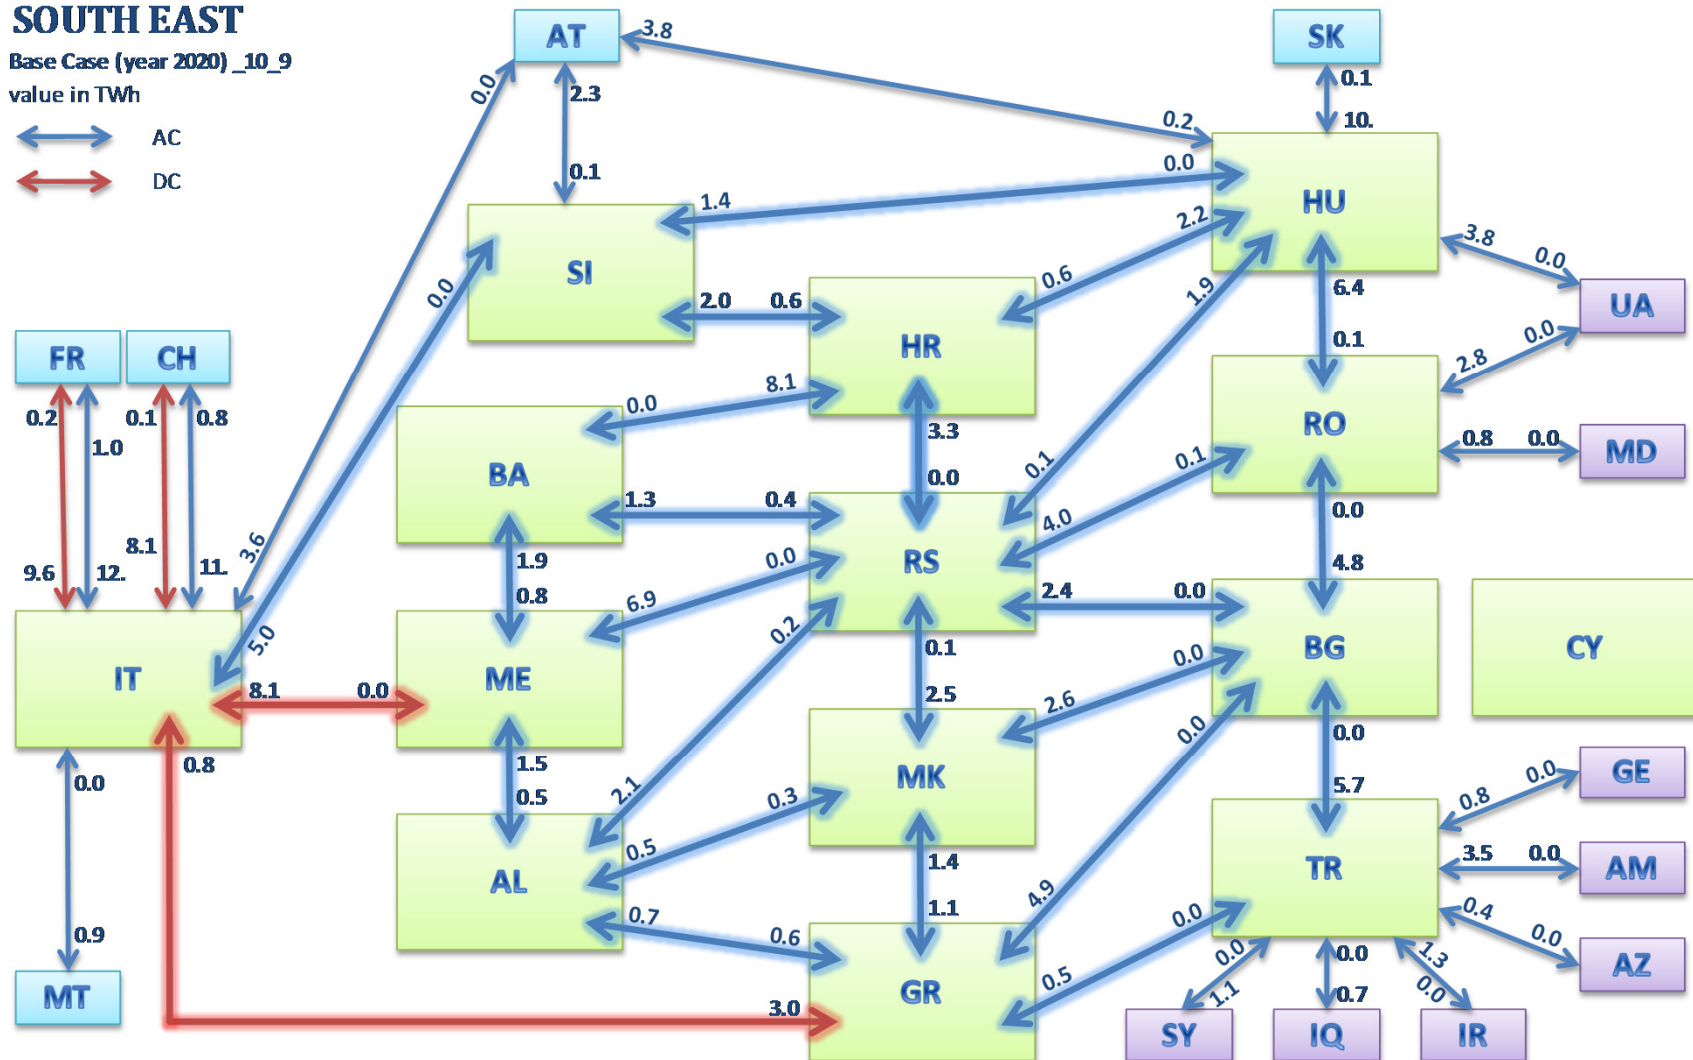 SOUTH EAST
Base Case (year 2020) _10_9
value in TWh
AC
DC
AT
SK
3.8
0.1
0.0
2.3
0.2
10.
0.1
0.0
HU
1.4
2.2
SI
3.8
0.0
0.0
0.6
1.9
6.4
UA
2.0
0.6
0.1
0.0
FR
CH
HR
2.8
8.1
0.0
0.2
0.1
0.8
1.0
3.3
RO
0.8
0.0
MD
BA
0.1
0.1
0.0
1.3
0.4
4.0
0.0
3.6
8.1
9.6
12.
11.
1.9
0.0
RS
4.8
0.8
6.9
2.4
0.0
5.0
0.2
0.1
BG
CY
IT
ME
0.0
8.1
0.0
2.5
2.6
0.0
0.0
0.8
0.0
1.5
MK
GE
0.0
0.5
2.1
0.3
5.7
0.8
0.5
1.4
3.5
0.0
AM
TR
AL
4.9
1.1
0.4
0.7
0.0
0.9
0.6
0.0
0.0
1.3
0.0
AZ
MT
GR
0.5
1.1
0.7
0.0
3.0
SY
IQ
IR